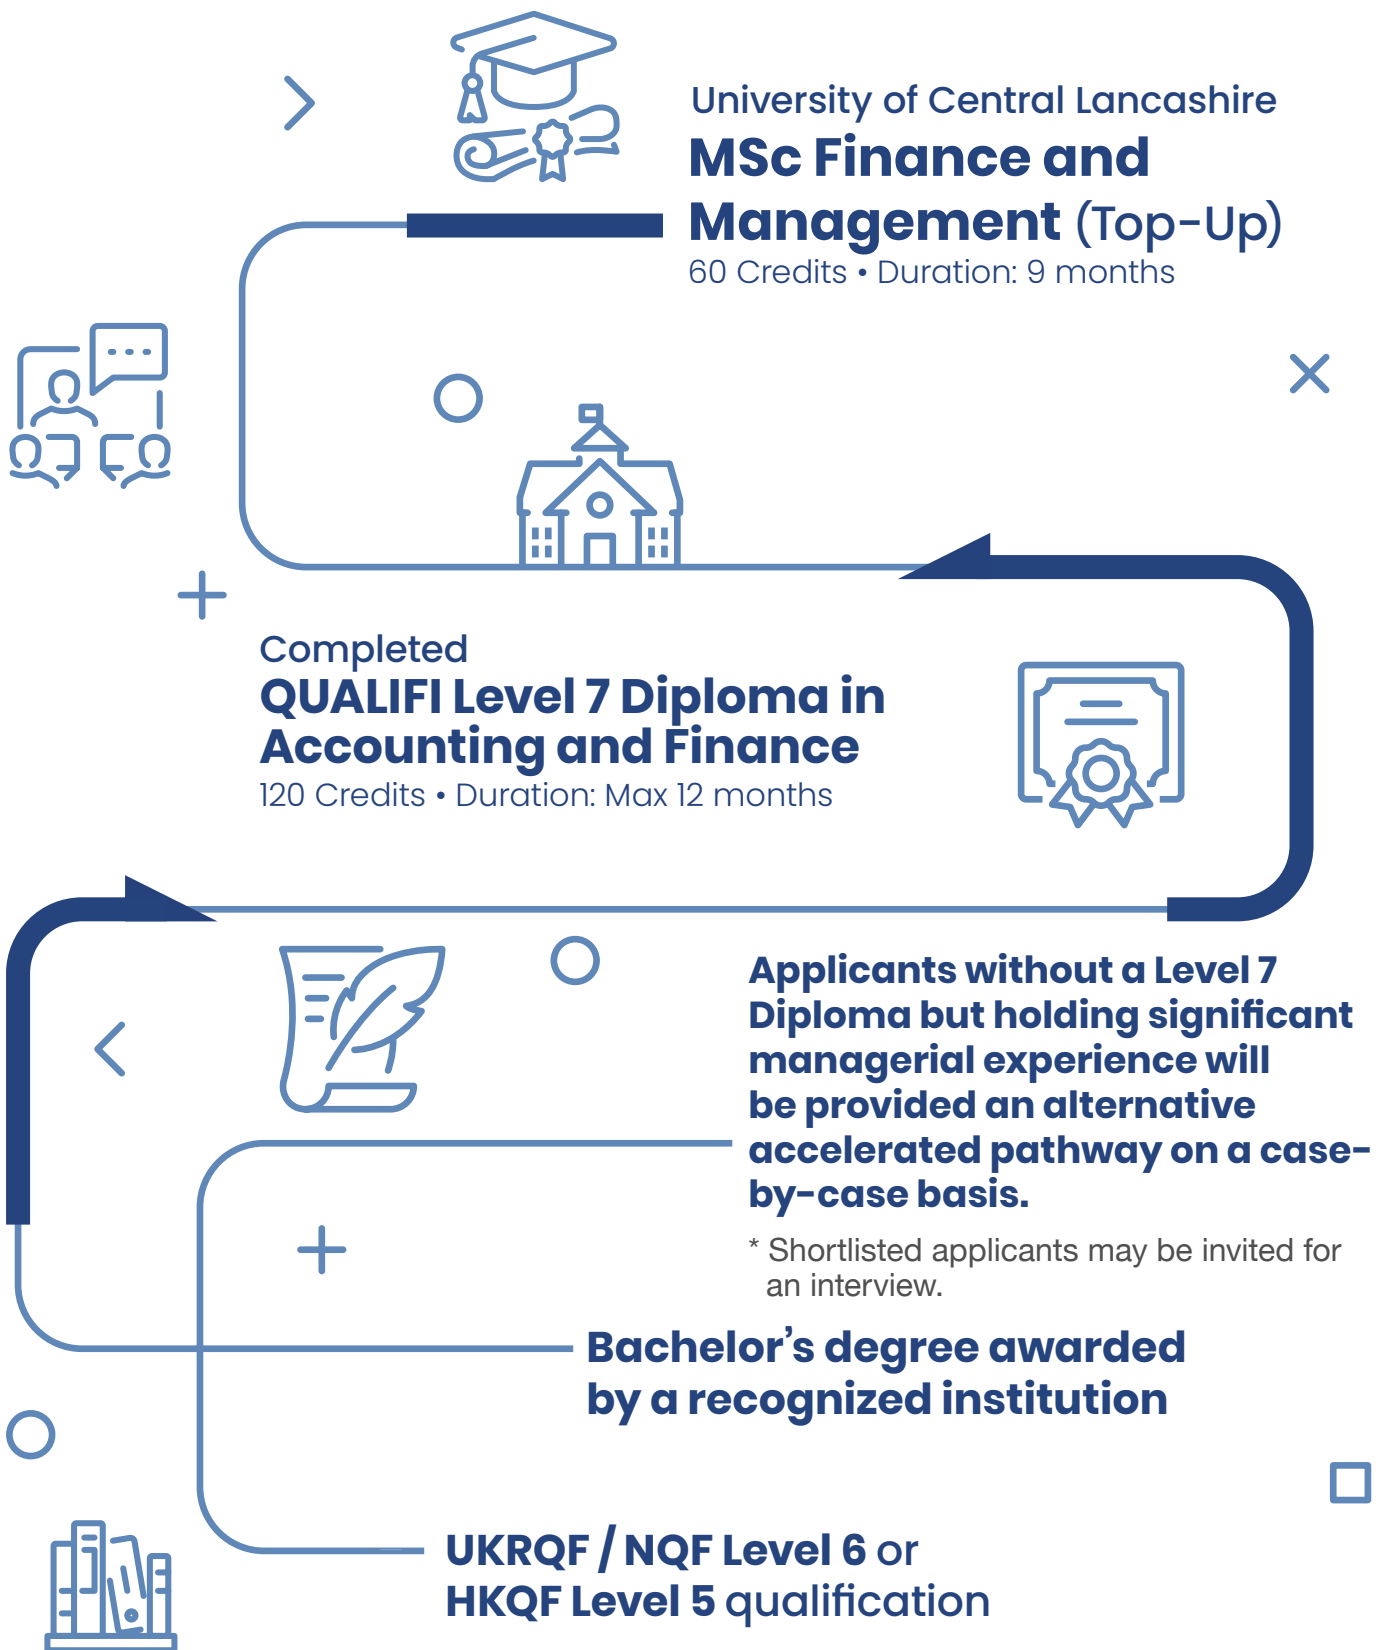 University of Central Lancashire
MSc Finance and
Management (Top-Up)
60 Credits • Duration: 9 months
Completed
QUALIFI Level 7 Diploma in
Accounting and Finance
120 Credits • Duration: Max 12 months
Applicants without a Level 7
Diploma but holding significant
managerial experience will
be provided an alternative
accelerated pathway on a case-
by-case basis.
* Shortlisted applicants may be invited for
an interview.
Bachelor’s degree awarded
by a recognized institution
UKRQF / NQF Level 6 or
HKQF Level 5 qualification